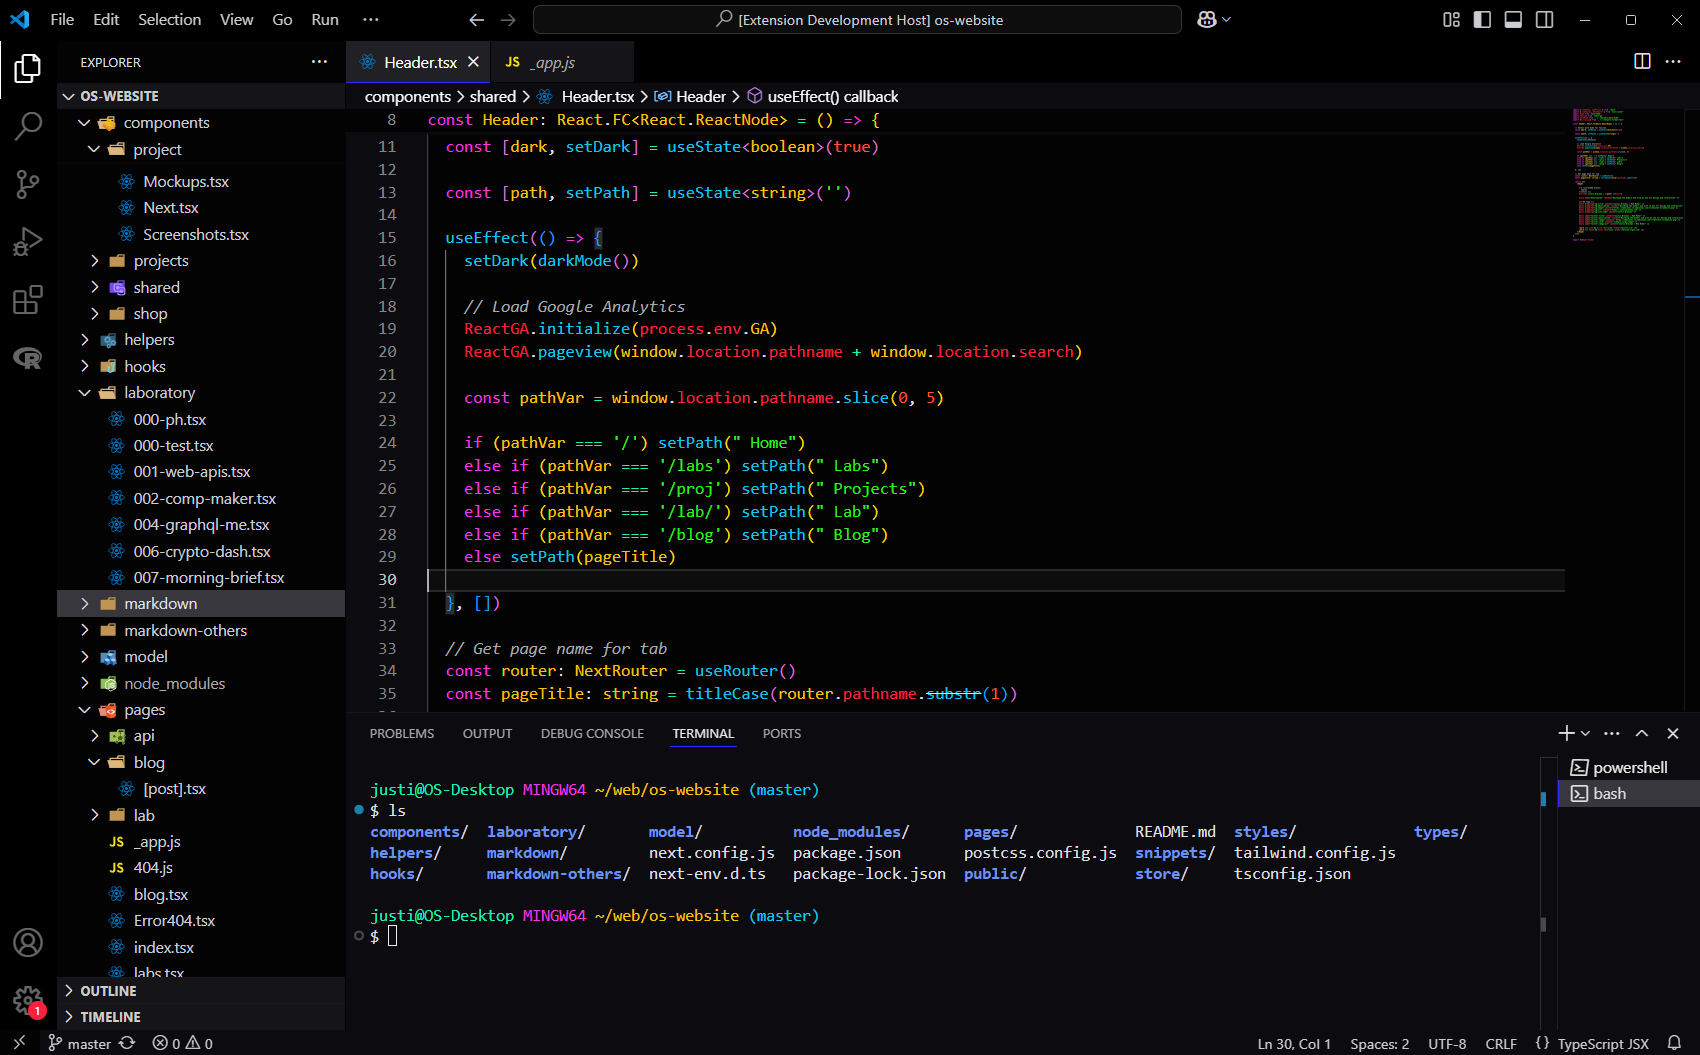 File Edit Selection View Go Run ···
[Extension Development Host] os-website
EXPLORER ···
OS-WEBSITE
components
project
Mockups.tsx
Next.tsx
Screenshots.tsx
projects
shared
shop
helpers
hooks
laboratory
000-ph.tsx
000-test.tsx
001-web-apis.tsx
002-comp-maker.tsx
004-graphql-me.tsx
006-crypto-dash.tsx
007-morning-brief.tsx
markdown
markdown-others
model
node_modules
pages
api
blog
[post].tsx
lab
JS _app.js
JS 404.js
blog.tsx
Error404.tsx
index.tsx
labs.tsx
OUTLINE
TIMELINE
1
Header.tsx JS _app.js
components > shared > Header.tsx > Header > useEffect() callback
8 const Header: React.FC<React.ReactNode> = () => {
11 const [dark, setDark] = useState<boolean>(true)
12
13 const [path, setPath] = useState<string>('')
14
15 useEffect(() => {
16 setDark(darkMode())
17
18 // Load Google Analytics
19 ReactGA.initialize(process.env.GA)
20 ReactGA.pageview(window.location.pathname + window.location.search)
21
22 const pathVar = window.location.pathname.slice(0, 5)
23
24 if (pathVar === '/') setPath(" Home")
25 else if (pathVar === '/labs') setPath(" Labs")
26 else if (pathVar === '/proj') setPath(" Projects")
27 else if (pathVar === '/lab/') setPath(" Lab")
28 else if (pathVar === '/blog') setPath(" Blog")
29 else setPath(pageTitle)
30
31 }, [])
32
33 // Get page name for tab
34 const router: NextRouter = useRouter()
35 const pageTitle: string = titleCase(router.pathname.substr(1))
PROBLEMS OUTPUT DEBUG CONSOLE TERMINAL PORTS
justi@OS-Desktop MINGW64 ~/web/os-website (master)
$ ls
components/ laboratory/ model/ node_modules/ pages/ README.md styles/ types/
helpers/ markdown/ next.config.js package.json postcss.config.js snippets/ tailwind.config.js
hooks/ markdown-others/ next-env.d.ts package-lock.json public/ store/ tsconfig.json
justi@OS-Desktop MINGW64 ~/web/os-website (master)
$
powershell
bash
master 0 0 Ln 30, Col 1 Spaces: 2 UTF-8 CRLF {} TypeScript JSX